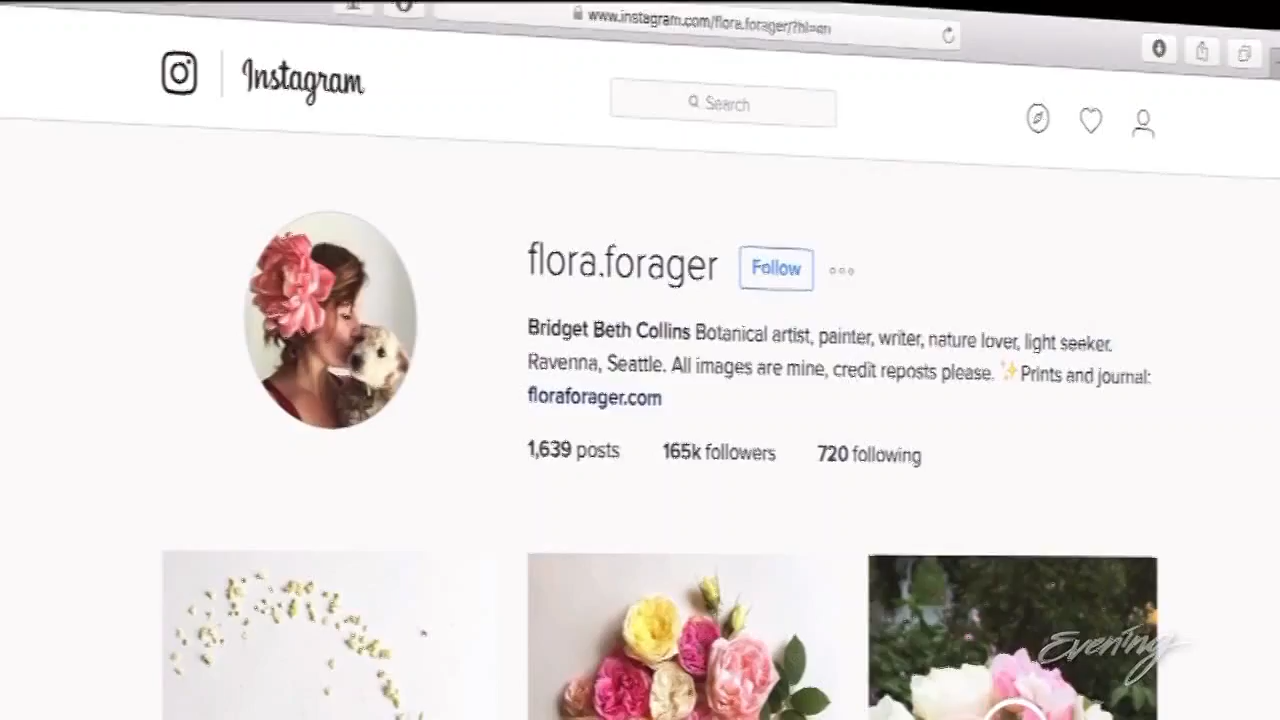 www.instagram.com/flora.forager/?hl=en
Instagram
Search
flora.forager Follow
Bridget Beth Collins Botanical artist, painter, writer, nature lover, light seeker.
Ravenna, Seattle. All images are mine, credit reposts please. ✨Prints and journal:
floraforager.com
1,639 posts 165k followers 720 following
Evening